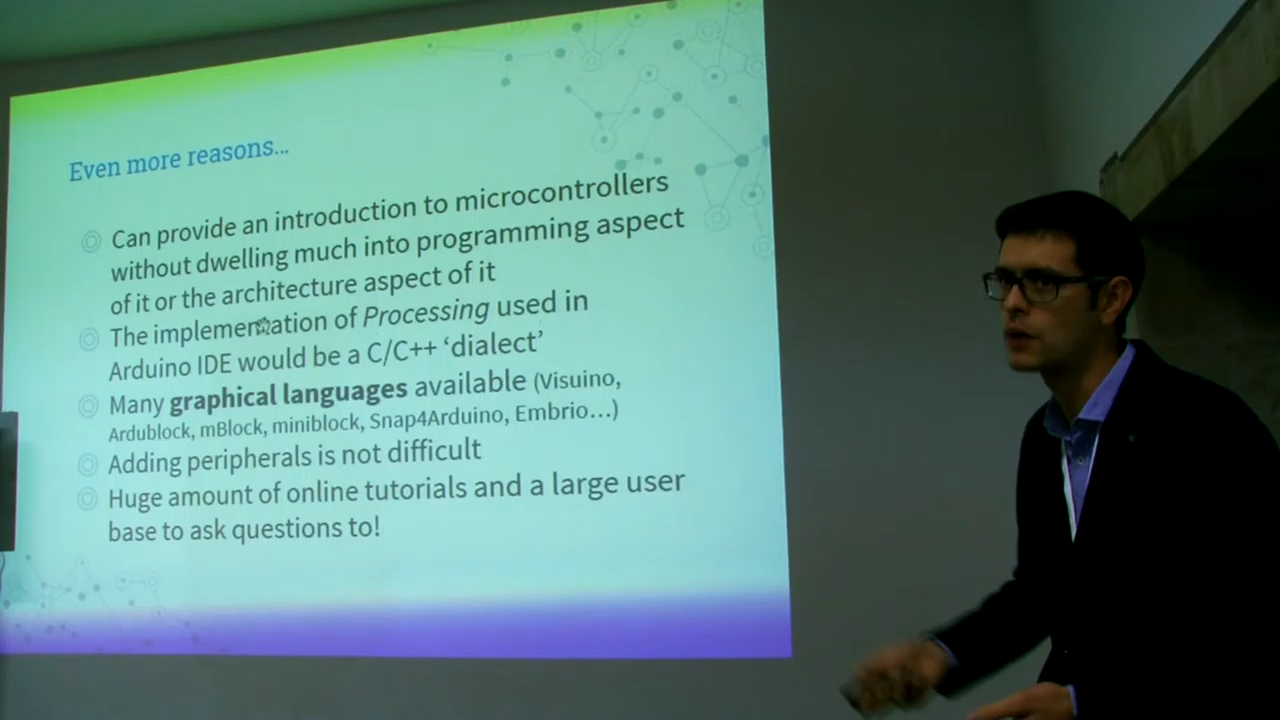 Even more reasons...
Can provide an introduction to microcontrollers
without dwelling much into programming aspect
of it or the architecture aspect of it
The implementation of Processing used in
Arduino IDE would be a C/C++ ‘dialect’
Many graphical languages available (Visuino,
Ardublock, mBlock, miniblock, Snap4Arduino, Embrio…)
Adding peripherals is not difficult
Huge amount of online tutorials and a large user
base to ask questions to!